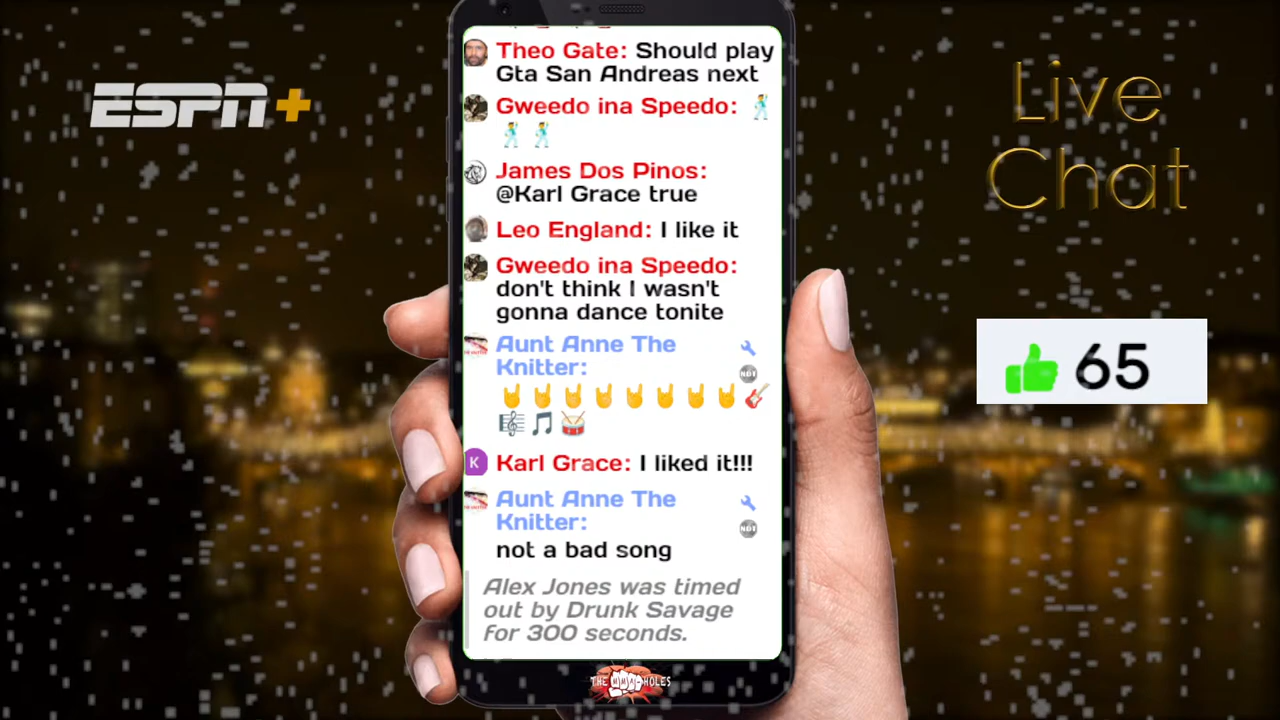 ESPN+
Live
Chat
65
Theo Gate: Should play
Gta San Andreas next
Gweedo ina Speedo:
James Dos Pinos:
@Karl Grace true
Leo England: I like it
Gweedo ina Speedo:
don't think I wasn't
gonna dance tonite
Aunt Anne The
Knitter:
K
Karl Grace: I liked it!!!
Aunt Anne The
Knitter:
not a bad song
Alex Jones was timed
out by Drunk Savage
for 300 seconds.
THE MMA-HOLES